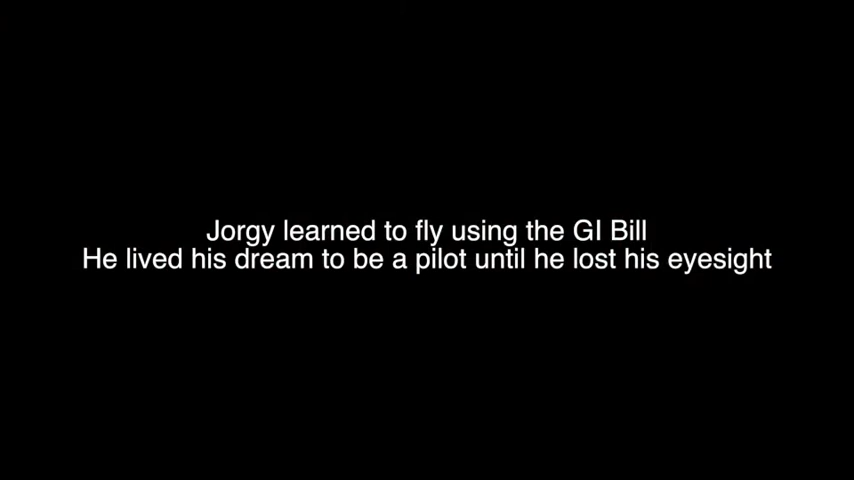 Jorgy learned to fly using the GI Bill
He lived his dream to be a pilot until he lost his eyesight